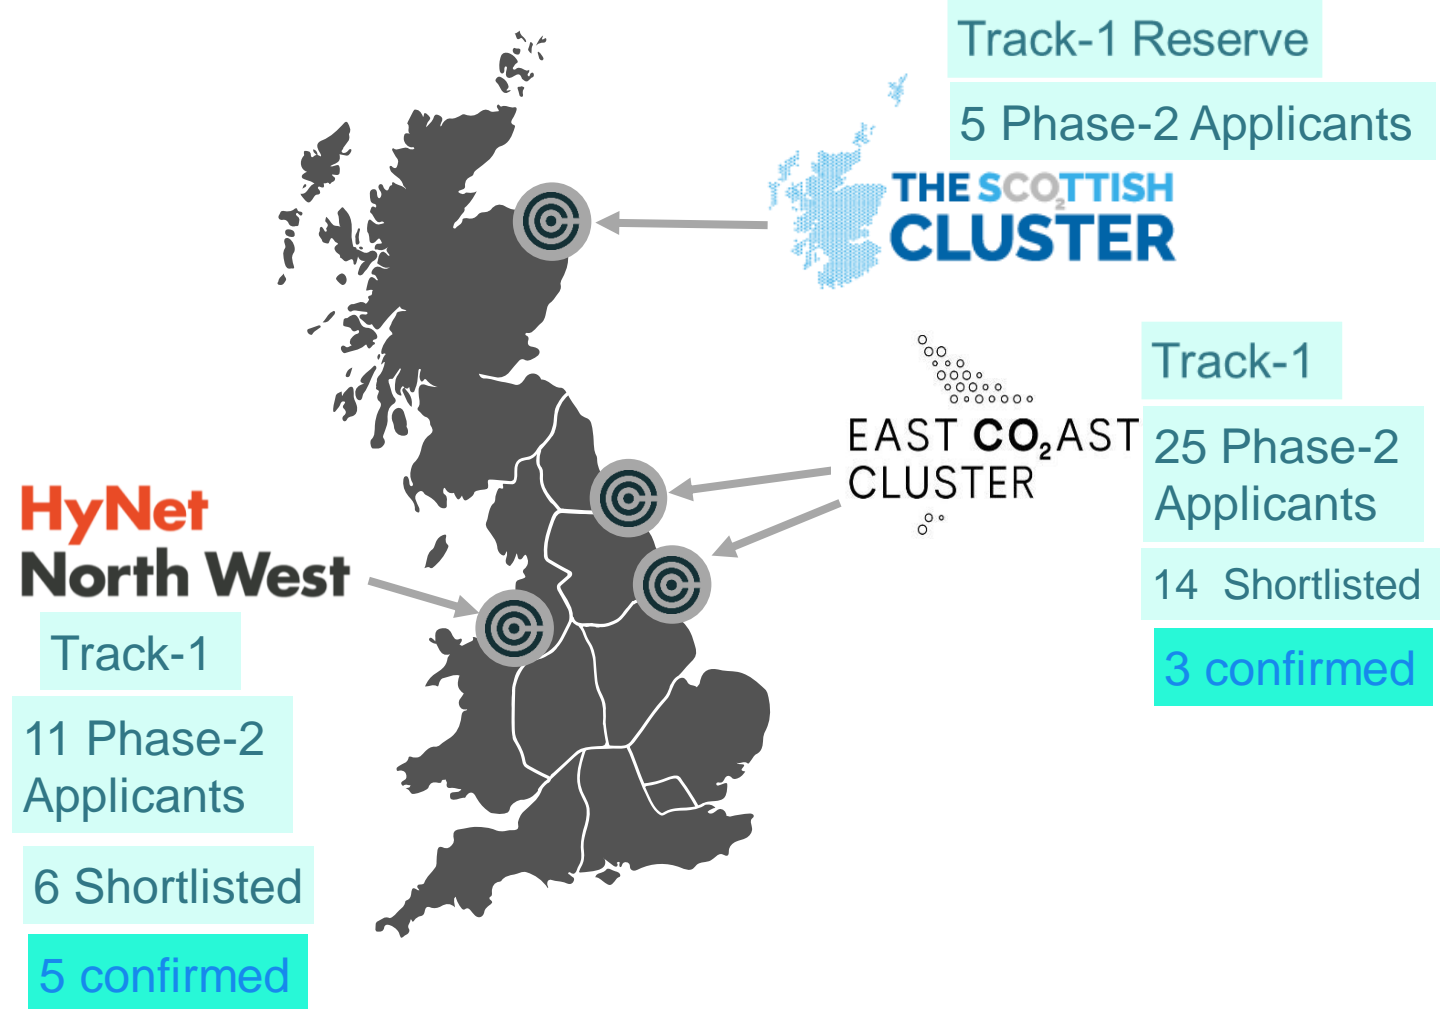 Track-1 Reserve
5 Phase-2 Applicants
THE SCO₂TTISH
CLUSTER
Track-1
25 Phase-2
Applicants
14 Shortlisted
3 confirmed
EAST CO₂AST
CLUSTER
HyNet
North West
Track-1
11 Phase-2
Applicants
6 Shortlisted
5 confirmed